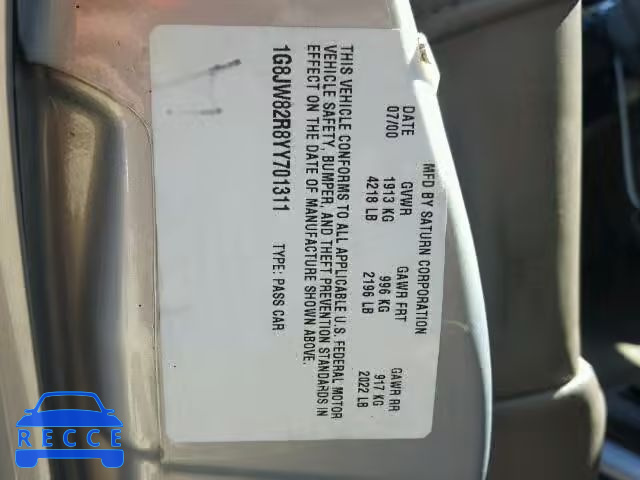 MFD BY SATURN CORPORATION
DATE GVWR GAWR FRT GAWR RR
07/00 1913 KG 996 KG 917 KG
4218 LB 2196 LB 2022 LB
THIS VEHICLE CONFORMS TO ALL APPLICABLE U.S. FEDERAL MOTOR
VEHICLE SAFETY, BUMPER, AND THEFT PREVENTION STANDARDS IN
EFFECT ON THE DATE OF MANUFACTURE SHOWN ABOVE.
1G8JW82R8YY701311 TYPE: PASS CAR
RECCE